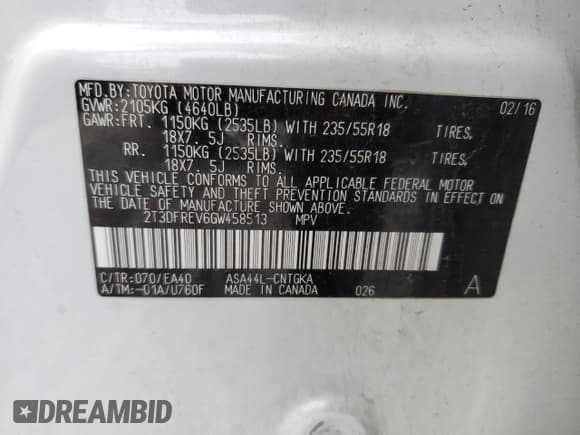 MFD.BY:TOYOTA MOTOR MANUFACTURING CANADA INC.
GVWR:2105KG (4640LB) 02/16
GAWR:FRT. 1150KG (2535LB) WITH 235/55R18 TIRES,
18X7. 5J RIMS.
RR. 1150KG (2535LB) WITH 235/55R18 TIRES,
18X7. 5J RIMS.
THIS VEHICLE CONFORMS TO ALL APPLICABLE FEDERAL MOTOR
VEHICLE SAFETY AND THEFT PREVENTION STANDARDS IN EFFECT ON
THE DATE OF MANUFACTURE SHOWN ABOVE.
2T3DFREV6GW458513 MPV
C/TR:070/EA40 ASA44L-CNTGKA A
A/TM:-01A/U760F MADE IN CANADA 026
DREAMBID